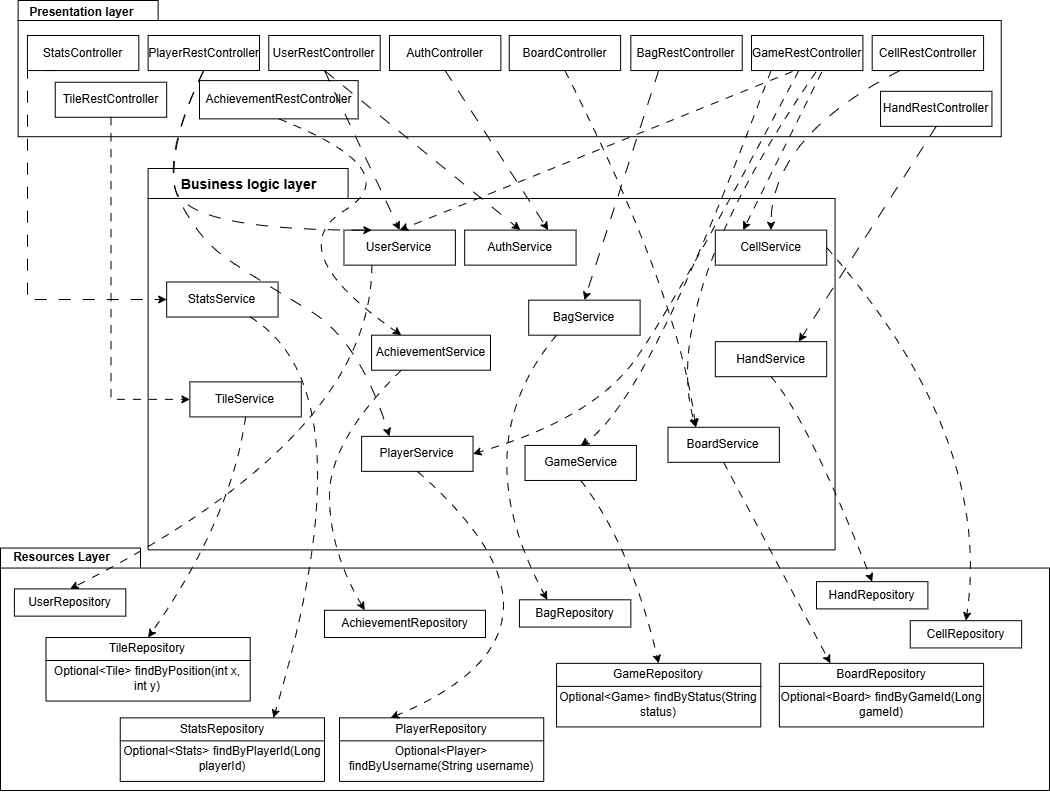 Presentation layer
StatsController
PlayerRestController
UserRestController
AuthController
BoardController
BagRestController
GameRestController
CellRestController
TileRestController
AchievementRestController
HandRestController
Business logic layer
UserService
AuthService
CellService
StatsService
BagService
AchievementService
HandService
TileService
PlayerService
GameService
BoardService
Resources Layer
UserRepository
AchievementRepository
BagRepository
HandRepository
CellRepository
TileRepository
Optional<Tile> findByPosition(int x,
int y)
GameRepository
Optional<Game> findByStatus(String
status)
BoardRepository
Optional<Board> findByGameId(Long
gameId)
StatsRepository
Optional<Stats> findByPlayerId(Long
playerId)
PlayerRepository
Optional<Player>
findByUsername(String username)